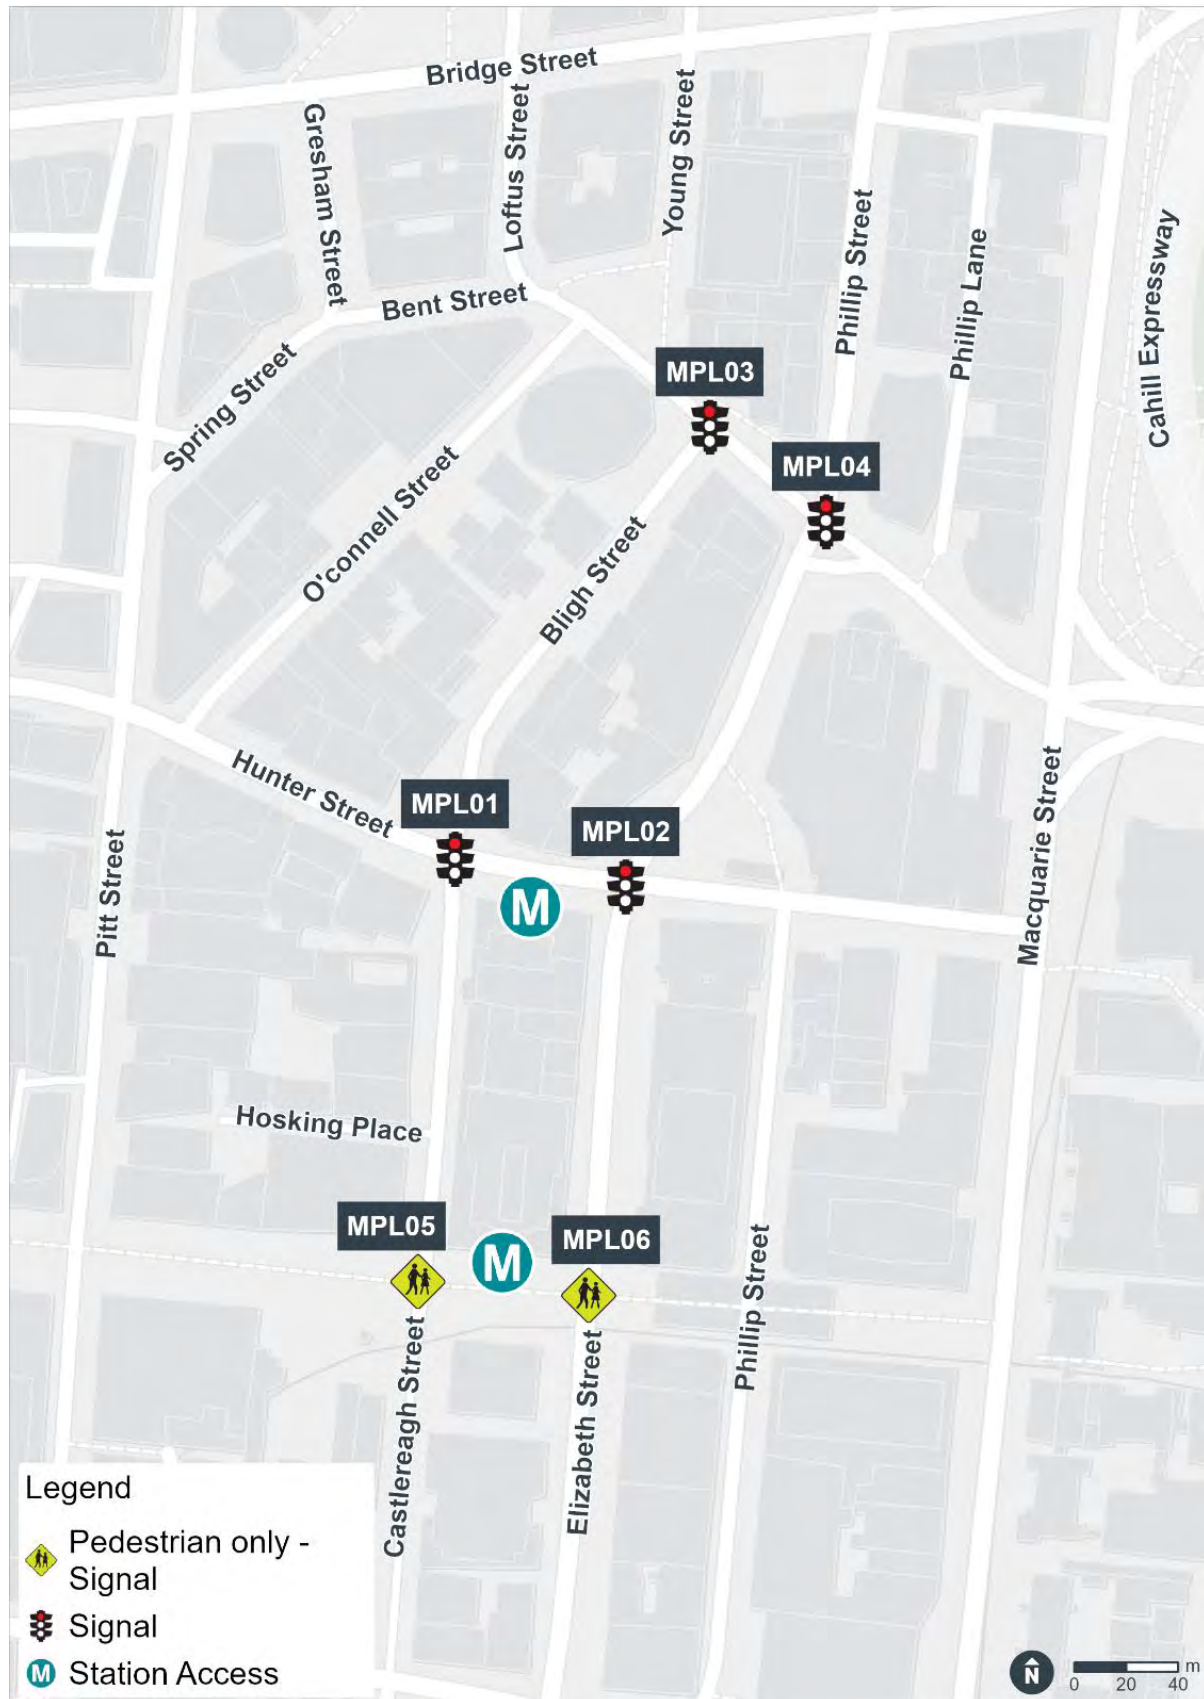 Bridge Street
Gresham Street
Loftus Street
Young Street
Phillip Street
Phillip Lane
Cahill Expressway
Bent Street
Spring Street
O'connell Street
MPL03
MPL04
Bligh Street
Hunter Street
MPL01
MPL02
M
Pitt Street
Macquarie Street
Hosking Place
MPL05
M
MPL06
Phillip Street
Castlereagh Street
Elizabeth Street
Legend
Pedestrian only -
Signal
Signal
M Station Access
N
m
0 20 40